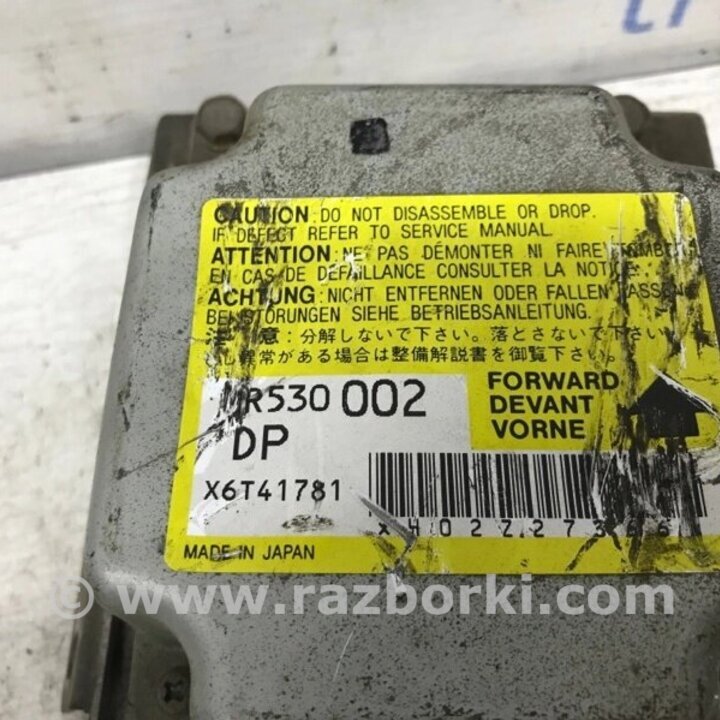 CAUTION: DO NOT DISASSEMBLE OR DROP.
IF DEFECT REFER TO SERVICE MANUAL.
ATTENTION: NE PAS DÉMONTER NI FAIRE
EN CAS DE DÉFAILLANCE CONSULTER LA NOTICE.
ACHTUNG: NICHT ENTFERNEN ODER FALLEN LASSEN
BEI STÖRUNGEN SIEHE BETRIEBSANLEITUNG.
意: 分解しないで下さい。落とさないで下さい。
異常がある場合は整備解説書を御覧下さい。
MR530 002
DP
FORWARD
DEVANT
VORNE
X6T41781
MADE IN JAPAN
© www.razborki.com